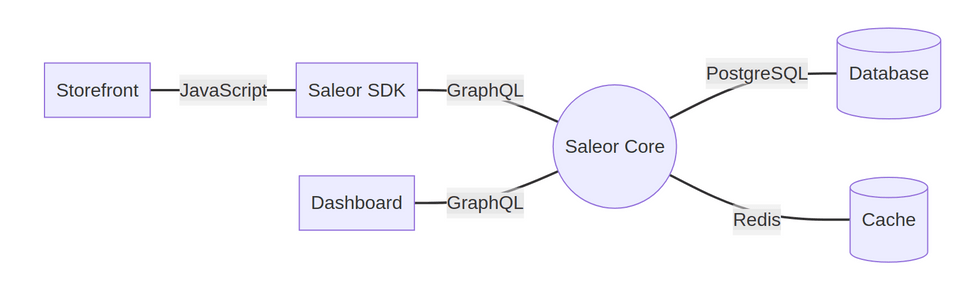 Storefront
JavaScript
Saleor SDK
GraphQL
Dashboard
GraphQL
Saleor Core
PostgreSQL
Database
Redis
Cache